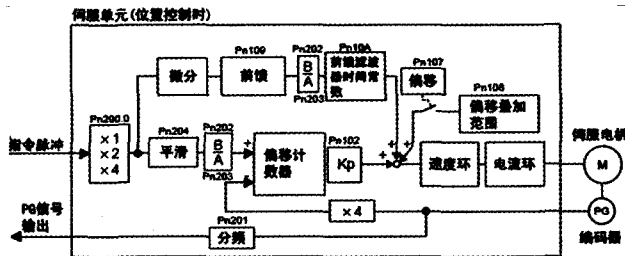 伺服单元(位置控制时)
Pn109
Pn202
Pn10A
Pn107
微分
前馈
B
A
Pn203
前馈滤波
器时间常
数
偏移
Pn108
偏移叠加
范围
Pn200.0
指令脉冲
×1
×2
×4
Pn204
平滑
Pn202
B
A
Pn203
+
-
偏移计
数器
Pn102
Kp
+
+
+
速度环
电流环
伺服电机
M
×4
PG
编码器
PG信号
输出
Pn201
分频